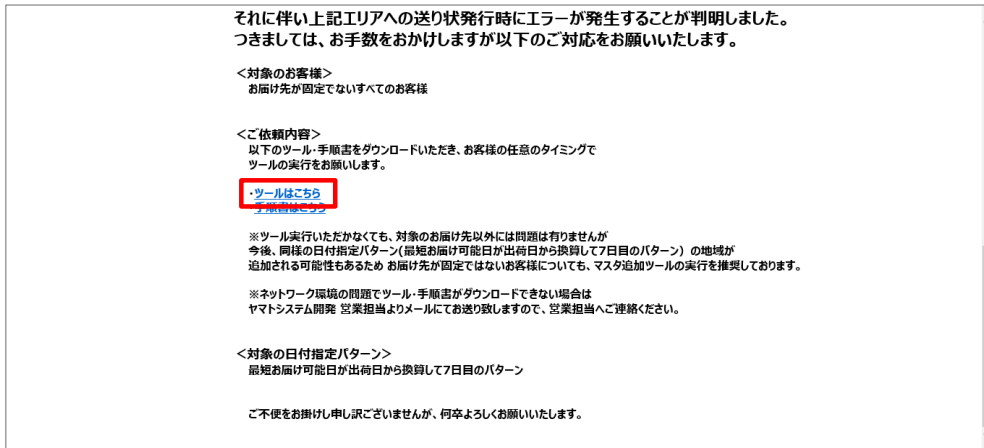 それに伴い上記エリアへの送り状発行時にエラーが発生することが判明しました。
つきましては、お手数をおかけしますが以下のご対応をお願いいたします。
＜対象のお客様＞
お届け先が固定でないすべてのお客様
＜ご依頼内容＞
以下のツール・手順書をダウンロードいただき、お客様の任意のタイミングで
ツールの実行をお願いします。
・ツールはこちら
・手順書はこちら
※ツール実行いただかなくても、対象のお届け先以外には問題は有りませんが
今後、同様の日付指定パターン(最短お届け可能日が出荷日から換算して7日目のパターン) の地域が
追加される可能性もあるため お届け先が固定ではないお客様についても、マスタ追加ツールの実行を推奨しております。
※ネットワーク環境の問題でツール・手順書がダウンロードできない場合は
ヤマトシステム開発 営業担当よりメールにてお送り致しますので、営業担当へご連絡ください。
＜対象の日付指定パターン＞
最短お届け可能日が出荷日から換算して7日目のパターン
ご不便をお掛けし申し訳ございませんが、何卒よろしくお願いいたします。